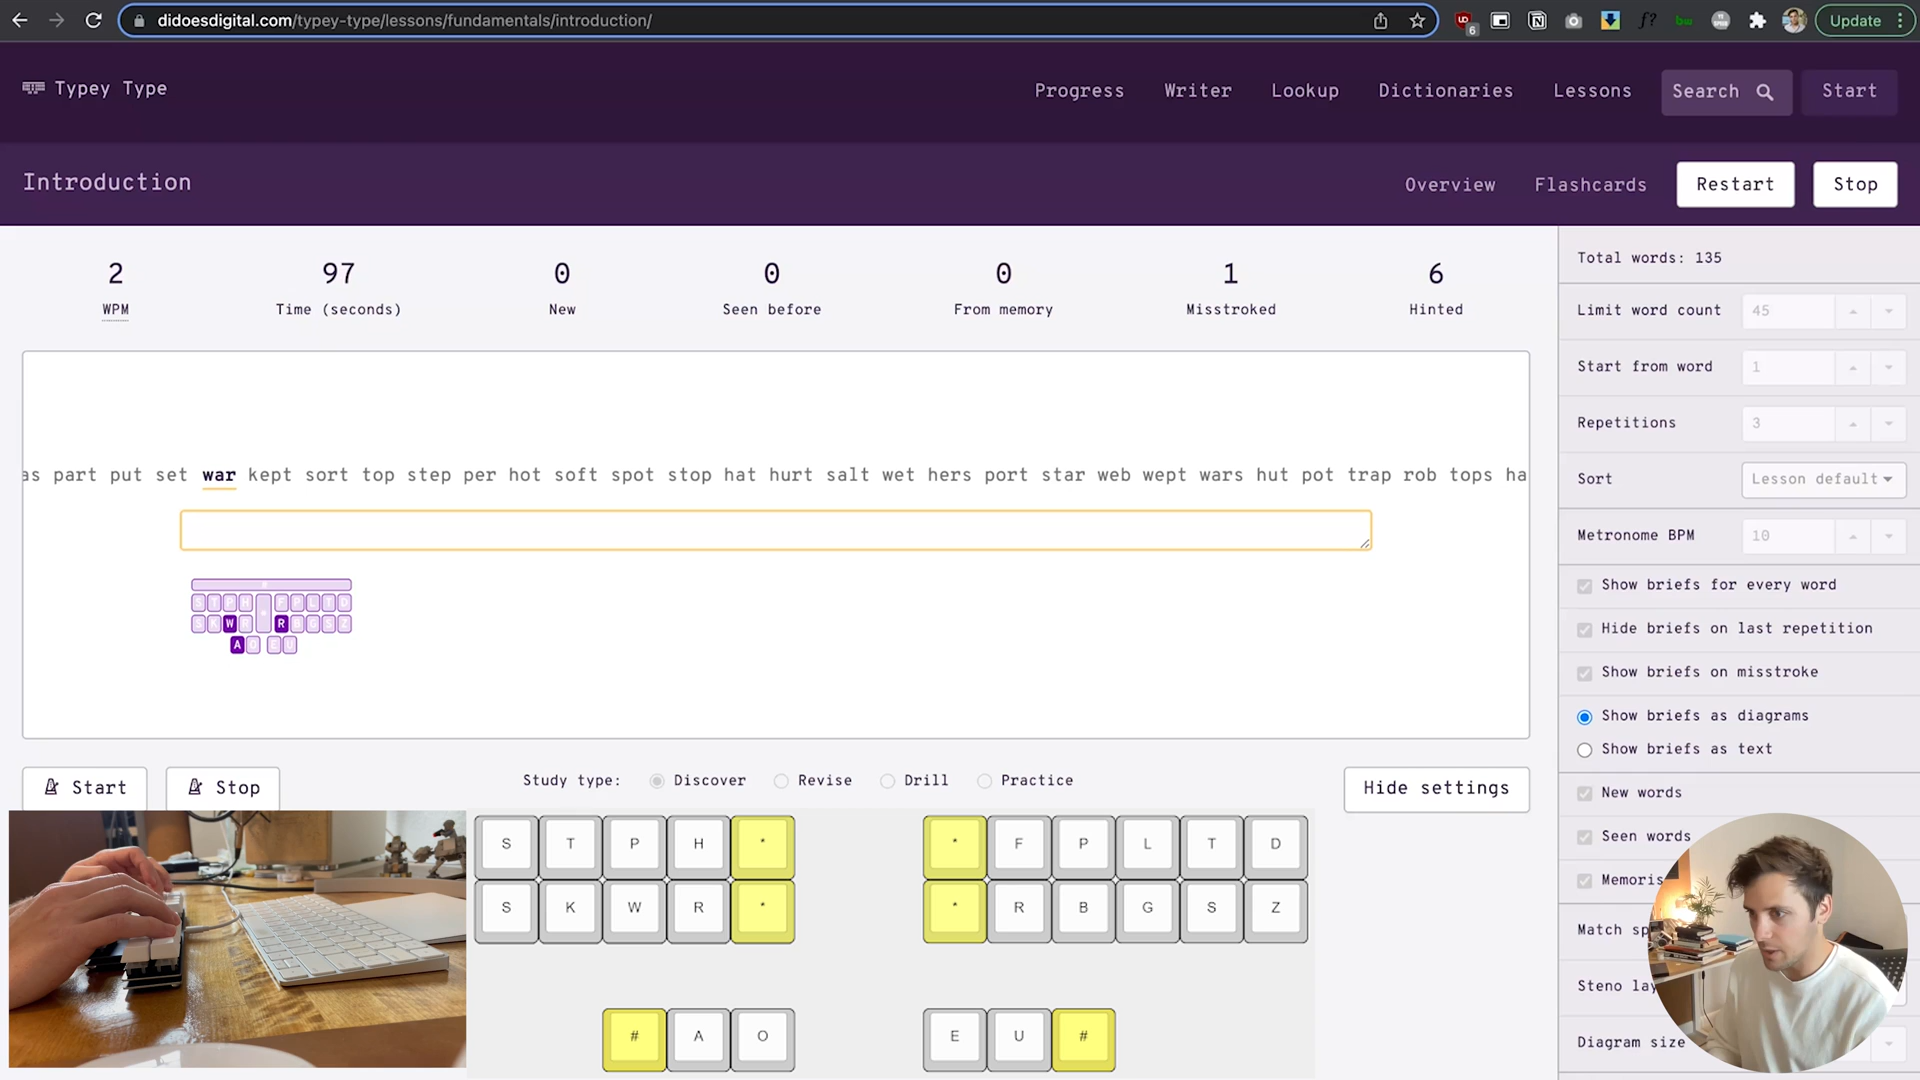 didoesdigital.com/typey-type/lessons/fundamentals/introduction/
6
Update
Typey Type
Progress
Writer
Lookup
Dictionaries
Lessons
Search
Start
Introduction
Overview
Flashcards
Restart
Stop
2
WPM
97
Time (seconds)
0
New
0
Seen before
0
From memory
1
Misstroked
6
Hinted
as part put set war kept sort top step per hot soft spot stop hat hurt salt wet hers port star web wept wars hut pot trap rob tops ha
S T P H * F P L T D
S K W R R B G S Z
A O E U
Start
Stop
Study type:
Discover
Revise
Drill
Practice
Hide settings
Total words: 135
Limit word count
45
Start from word
1
Repetitions
3
Sort
Lesson default
Metronome BPM
10
Show briefs for every word
Hide briefs on last repetition
Show briefs on misstroke
Show briefs as diagrams
Show briefs as text
New words
Seen words
Memoris
Match sp
Steno lay
Diagram size
S T P H * * F P L T D
S K W R * * R B G S Z
# A O E U #